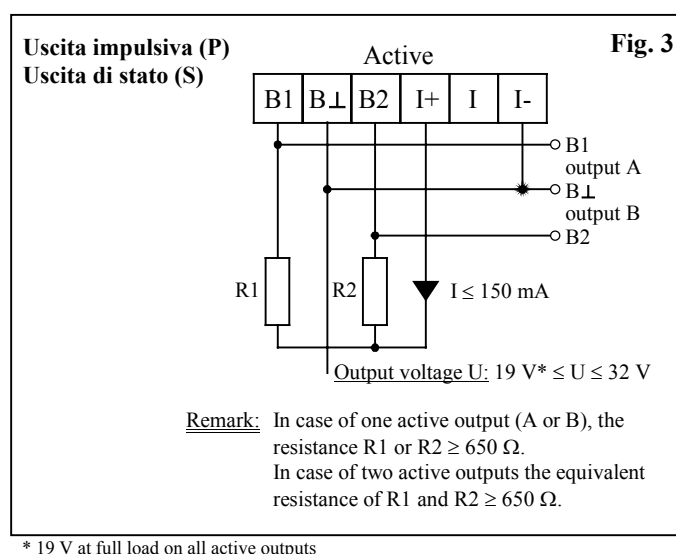 Uscita impulsiva (P)
Uscita di stato (S)
Active
Fig. 3
B1 B⊥ B2 I+ I I-
B1
output A
B⊥
output B
B2
R1
R2
I ≤ 150 mA
Output voltage U: 19 V* ≤ U ≤ 32 V
Remark: In case of one active output (A or B), the
resistance R1 or R2 ≥ 650 Ω.
In case of two active outputs the equivalent
resistance of R1 and R2 ≥ 650 Ω.
* 19 V at full load on all active outputs